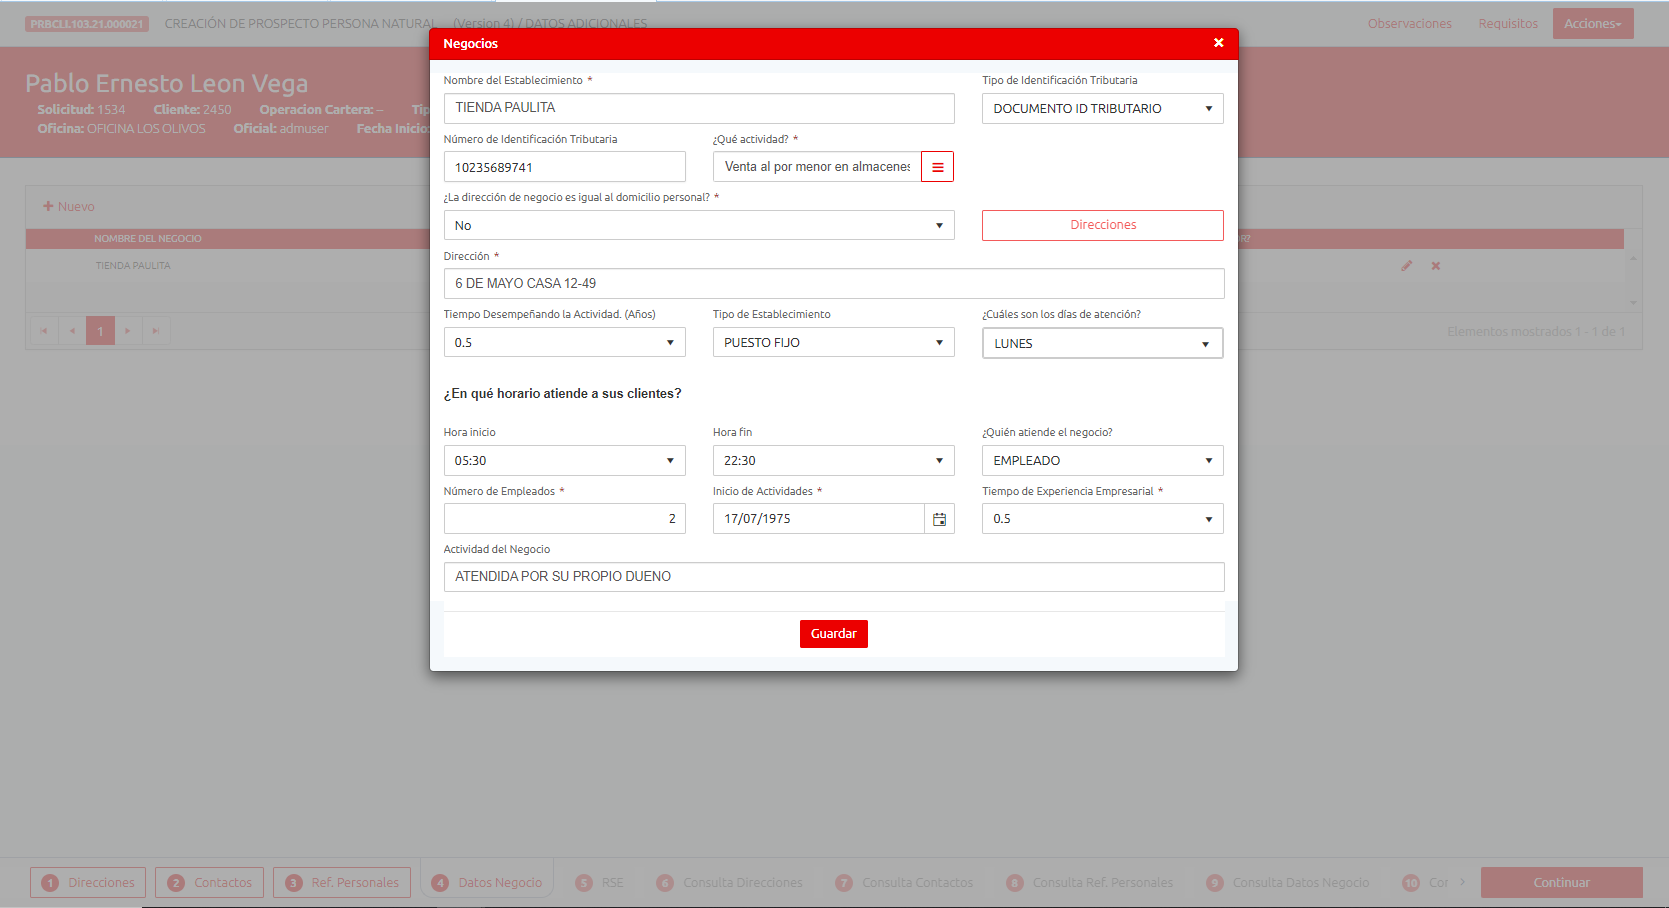 PRBCLL103.21.000021 CREACIÓN DE PROSPECTO PERSONA NATURAL (Version 4) / DATOS ADICIONALES Observaciones Requisitos Acciones
Pablo Ernesto Leon Vega
Solicitud: 1534 Cliente: 2450 Operacion Cartera: --
Oficina: OFICINA LOS OLIVOS Oficial: admuser Fecha Inicio:
Nuevo
NOMBRE DEL NEGOCIO
TIENDA PAULITA
1
Elementos mostrados 1 - 1 de 1
Negocios
Nombre del Establecimiento * Tipo de Identificación Tributaria
TIENDA PAULITA DOCUMENTO ID TRIBUTARIO
Número de Identificación Tributaria ¿Qué actividad? *
10235689741 Venta al por menor en almacenes
¿La dirección de negocio es igual al domicilio personal? *
No Direcciones
Dirección *
6 DE MAYO CASA 12-49
Tiempo Desempeñando la Actividad. (Años) Tipo de Establecimiento ¿Cuáles son los días de atención?
0.5 PUESTO FIJO LUNES
¿En qué horario atiende a sus clientes?
Hora inicio Hora fin ¿Quién atiende el negocio?
05:30 22:30 EMPLEADO
Número de Empleados * Inicio de Actividades * Tiempo de Experiencia Empresarial *
2 17/07/1975 0.5
Actividad del Negocio
ATENDIDA POR SU PROPIO DUENO
Guardar
1 Direcciones 2 Contactos 3 Ref. Personales 4 Datos Negocio 5 RSE 6 Consulta Direcciones 7 Consulta Contactos 8 Consulta Ref. Personales 9 Consulta Datos Negocio 10 Continuar